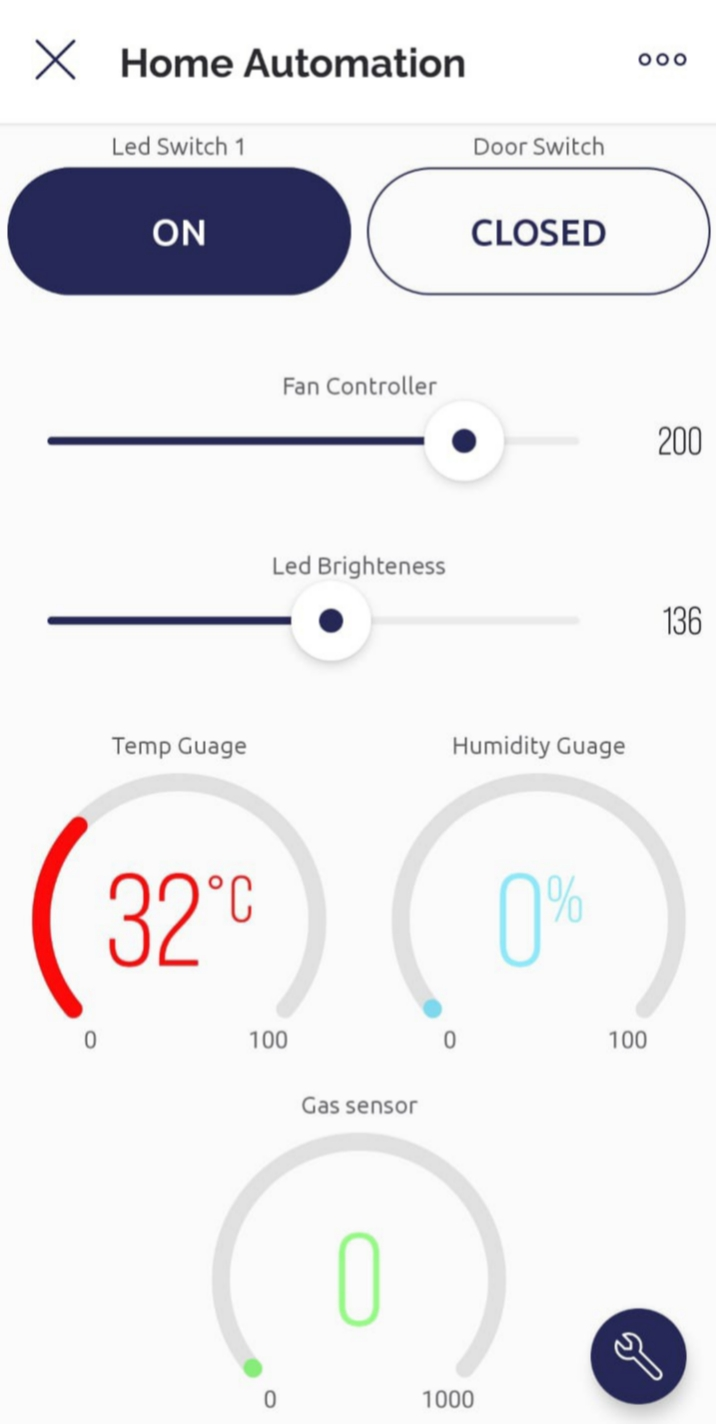 Home Automation
Led Switch 1
Door Switch
ON
CLOSED
Fan Controller
200
Led Brighteness
136
Temp Guage
Humidity Guage
32°C
0%
0 100
0 100
Gas sensor
0
0 1000